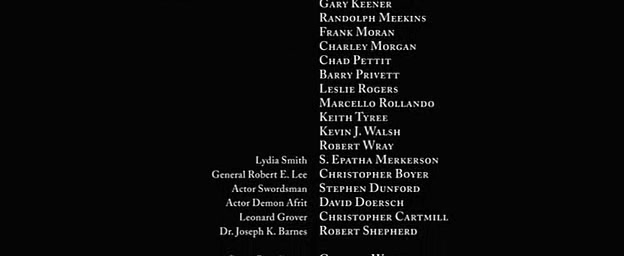 Gary Keener
Randolph Meekins
Frank Moran
Charley Morgan
Chad Pettit
Barry Privett
Leslie Rogers
Marcello Rollando
Keith Tyree
Kevin J. Walsh
Robert Wray
Lydia Smith S. Epatha Merkerson
General Robert E. Lee Christopher Boyer
Actor Swordsman Stephen Dunford
Actor Demon Afrit David Doersch
Leonard Grover Christopher Cartmill
Dr. Joseph K. Barnes Robert Shepherd